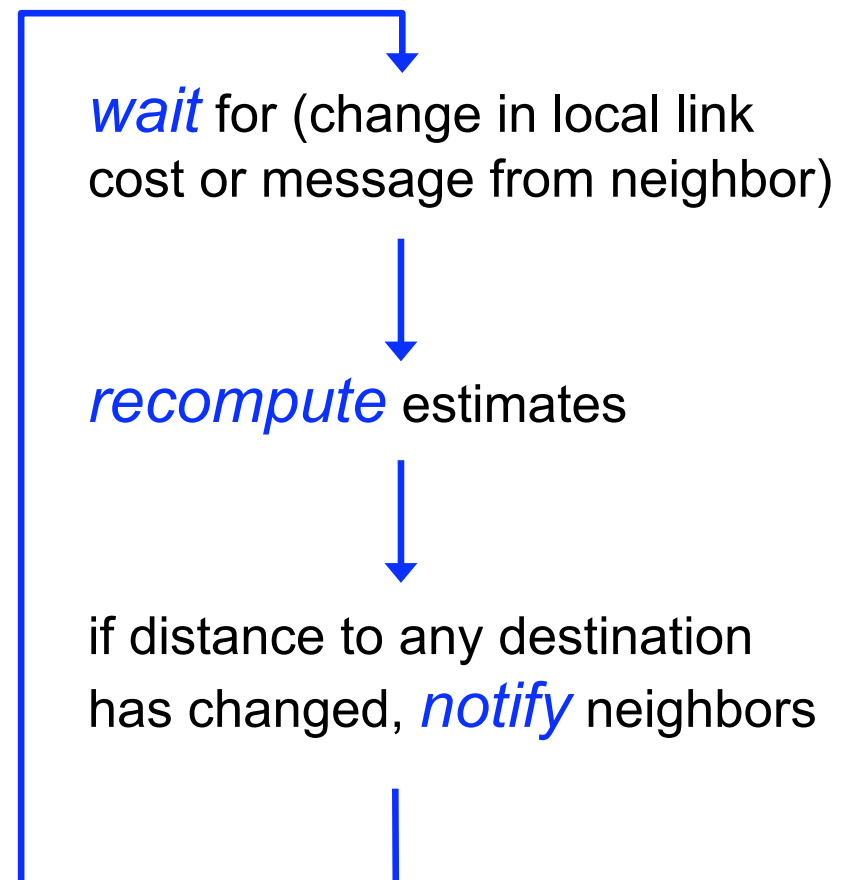 wait for (change in local link
cost or message from neighbor)
recompute estimates
if distance to any destination
has changed, notify neighbors